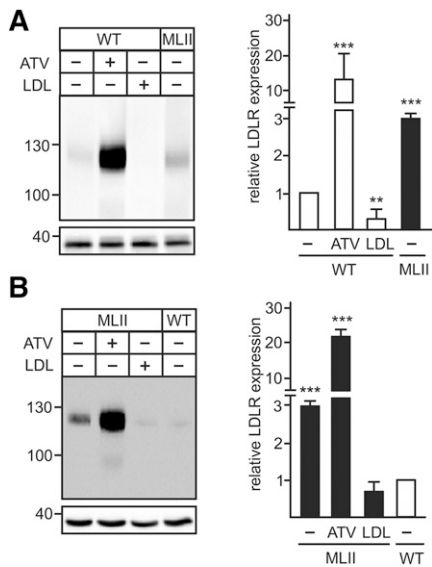 A
WT MLII
ATV − + − −
LDL − − + −
130
100
40
relative LDLR expression
30
20
10
3
2
1
***
**
***
− ATV LDL −
WT MLII
B
MLII WT
ATV − + − −
LDL − − + −
130
100
40
relative LDLR expression
30
20
10
3
2
1
***
***
− ATV LDL −
MLII WT